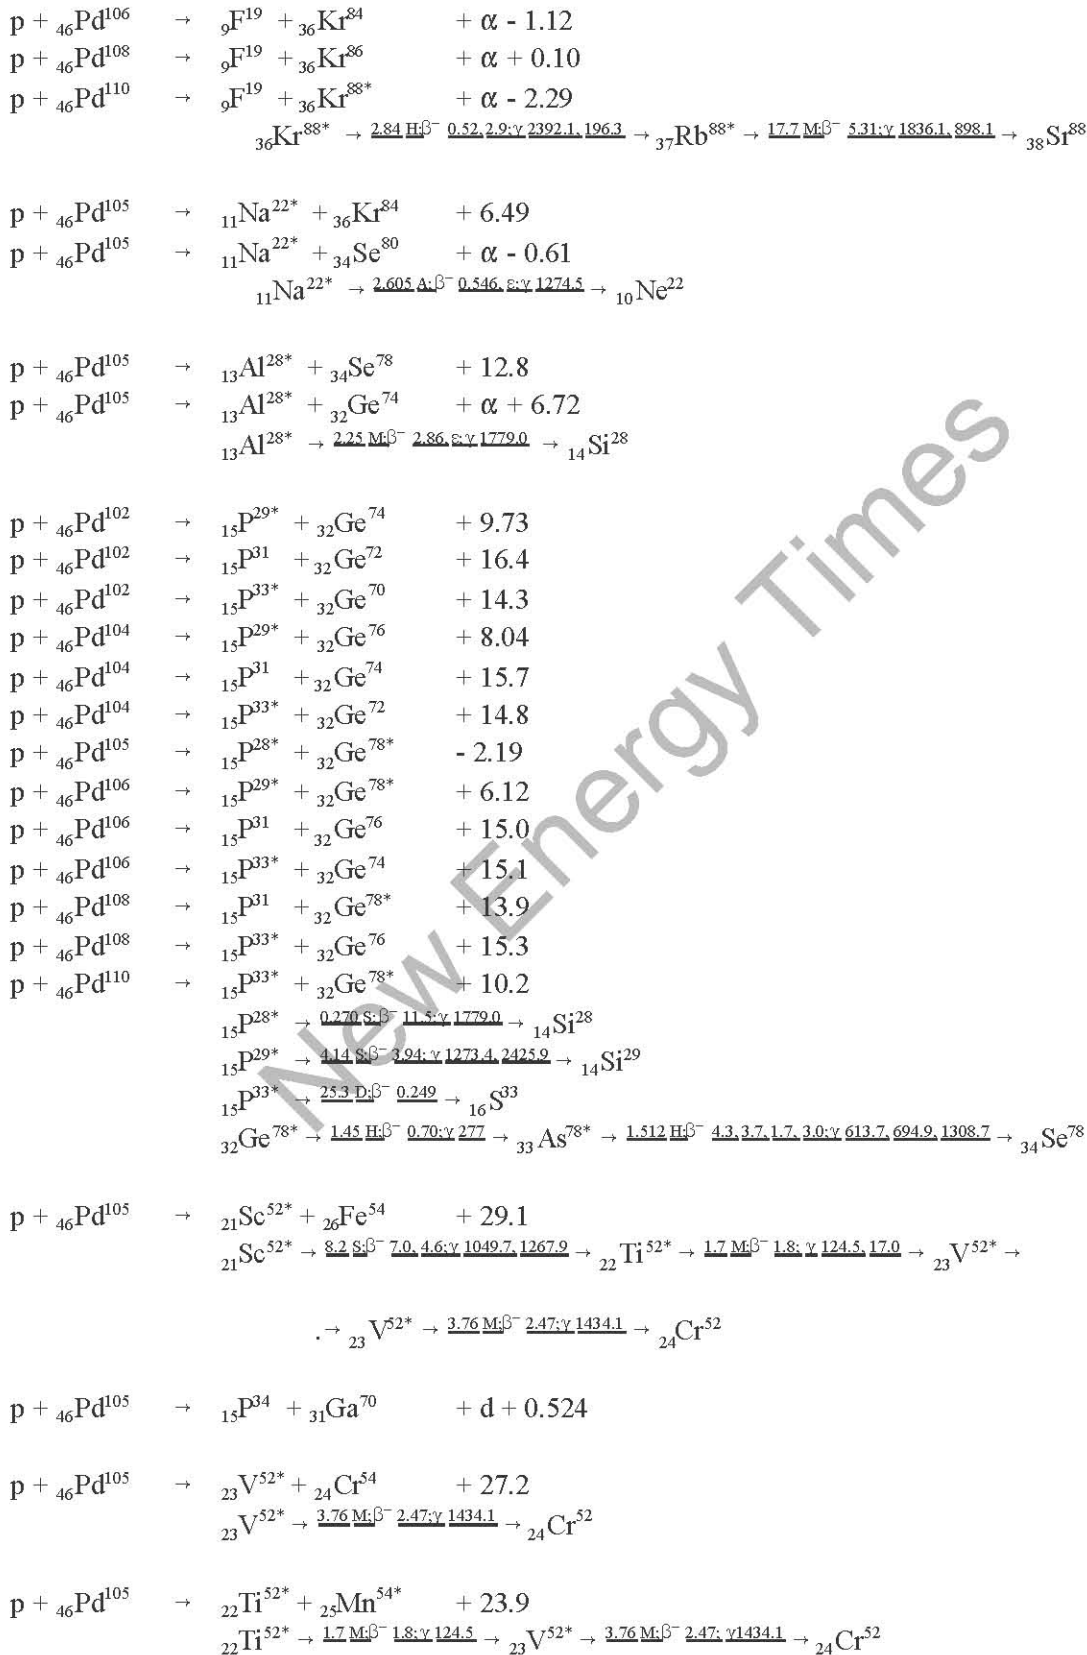 p + ₄₆Pd¹⁰⁶ → ₉F¹⁹ + ₃₆Kr⁸⁴ + α - 1.12
p + ₄₆Pd¹⁰⁸ → ₉F¹⁹ + ₃₆Kr⁸⁶ + α + 0.10
p + ₄₆Pd¹¹⁰ → ₉F¹⁹ + ₃₆Kr⁸⁸* + α - 2.29
₃₆Kr⁸⁸* → 2.84 H;β⁻ 0.52, 2.9;γ 2392.1, 196.3 → ₃₇Rb⁸⁸* → 17.7 M;β⁻ 5.31;γ 1836.1, 898.1 → ₃₈Sr⁸⁸
p + ₄₆Pd¹⁰⁵ → ₁₁Na²²* + ₃₆Kr⁸⁴ + 6.49
p + ₄₆Pd¹⁰⁵ → ₁₁Na²²* + ₃₄Se⁸⁰ + α - 0.61
₁₁Na²²* → 2.605 A;β⁻ 0.546, ε;γ 1274.5 → ₁₀Ne²²
p + ₄₆Pd¹⁰⁵ → ₁₃Al²⁸* + ₃₄Se⁷⁸ + 12.8
p + ₄₆Pd¹⁰⁵ → ₁₃Al²⁸* + ₃₂Ge⁷⁴ + α + 6.72
₁₃Al²⁸* → 2.25 M;β⁻ 2.86, ε;γ 1779.0 → ₁₄Si²⁸
p + ₄₆Pd¹⁰² → ₁₅P²⁹* + ₃₂Ge⁷⁴ + 9.73
p + ₄₆Pd¹⁰² → ₁₅P³¹ + ₃₂Ge⁷² + 16.4
p + ₄₆Pd¹⁰² → ₁₅P³³* + ₃₂Ge⁷⁰ + 14.3
p + ₄₆Pd¹⁰⁴ → ₁₅P²⁹* + ₃₂Ge⁷⁶ + 8.04
p + ₄₆Pd¹⁰⁴ → ₁₅P³¹ + ₃₂Ge⁷⁴ + 15.7
p + ₄₆Pd¹⁰⁴ → ₁₅P³³* + ₃₂Ge⁷² + 14.8
p + ₄₆Pd¹⁰⁵ → ₁₅P²⁸* + ₃₂Ge⁷⁸* - 2.19
p + ₄₆Pd¹⁰⁶ → ₁₅P²⁹* + ₃₂Ge⁷⁸* + 6.12
p + ₄₆Pd¹⁰⁶ → ₁₅P³¹ + ₃₂Ge⁷⁶ + 15.0
p + ₄₆Pd¹⁰⁶ → ₁₅P³³* + ₃₂Ge⁷⁴ + 15.1
p + ₄₆Pd¹⁰⁸ → ₁₅P³¹ + ₃₂Ge⁷⁸* + 13.9
p + ₄₆Pd¹⁰⁸ → ₁₅P³³* + ₃₂Ge⁷⁶ + 15.3
p + ₄₆Pd¹¹⁰ → ₁₅P³³* + ₃₂Ge⁷⁸* + 10.2
₁₅P²⁸* → 0.270 S;β⁻ 11.5;γ 1779.0 → ₁₄Si²⁸
₁₅P²⁹* → 4.14 S;β⁻ 3.94; γ 1273.4, 2425.9 → ₁₄Si²⁹
₁₅P³³* → 25.3 D;β⁻ 0.249 → ₁₆S³³
₃₂Ge⁷⁸* → 1.45 H;β⁻ 0.70;γ 277 → ₃₃As⁷⁸* → 1.512 H;β⁻ 4.3, 3.7, 1.7, 3.0;γ 613.7, 694.9, 1308.7 → ₃₄Se⁷⁸
p + ₄₆Pd¹⁰⁵ → ₂₁Sc⁵²* + ₂₆Fe⁵⁴ + 29.1
₂₁Sc⁵²* → 8.2 S;β⁻ 7.0, 4.6;γ 1049.7, 1267.9 → ₂₂Ti⁵²* → 1.7 M;β⁻ 1.8; γ 124.5, 17.0 → ₂₃V⁵²* →
.→ ₂₃V⁵²* → 3.76 M;β⁻ 2.47;γ 1434.1 → ₂₄Cr⁵²
p + ₄₆Pd¹⁰⁵ → ₁₅P³⁴ + ₃₁Ga⁷⁰ + d + 0.524
p + ₄₆Pd¹⁰⁵ → ₂₃V⁵²* + ₂₄Cr⁵⁴ + 27.2
₂₃V⁵²* → 3.76 M;β⁻ 2.47;γ 1434.1 → ₂₄Cr⁵²
p + ₄₆Pd¹⁰⁵ → ₂₂Ti⁵²* + ₂₅Mn⁵⁴* + 23.9
₂₂Ti⁵²* → 1.7 M;β⁻ 1.8; γ 124.5 → ₂₃V⁵²* → 3.76 M;β⁻ 2.47; γ1434.1 → ₂₄Cr⁵²
New Energy Times